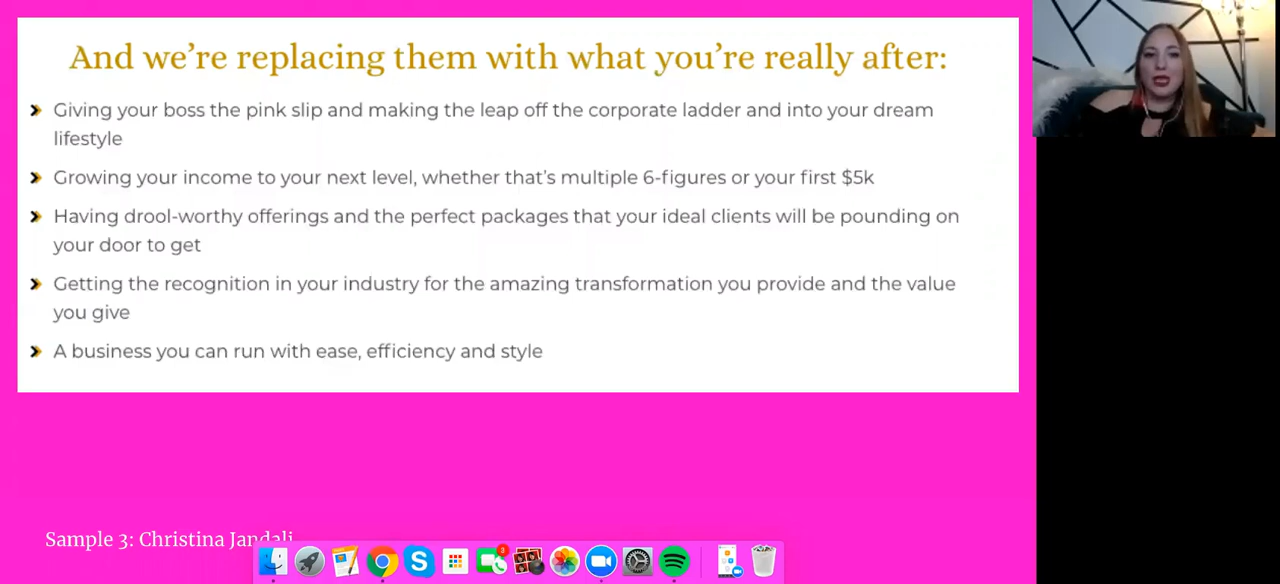 And we're replacing them with what you're really after:
Giving your boss the pink slip and making the leap off the corporate ladder and into your dream
lifestyle
Growing your income to your next level, whether that's multiple 6-figures or your first $5k
Having drool-worthy offerings and the perfect packages that your ideal clients will be pounding on
your door to get
Getting the recognition in your industry for the amazing transformation you provide and the value
you give
A business you can run with ease, efficiency and style
Sample 3: Christina Jandali
3